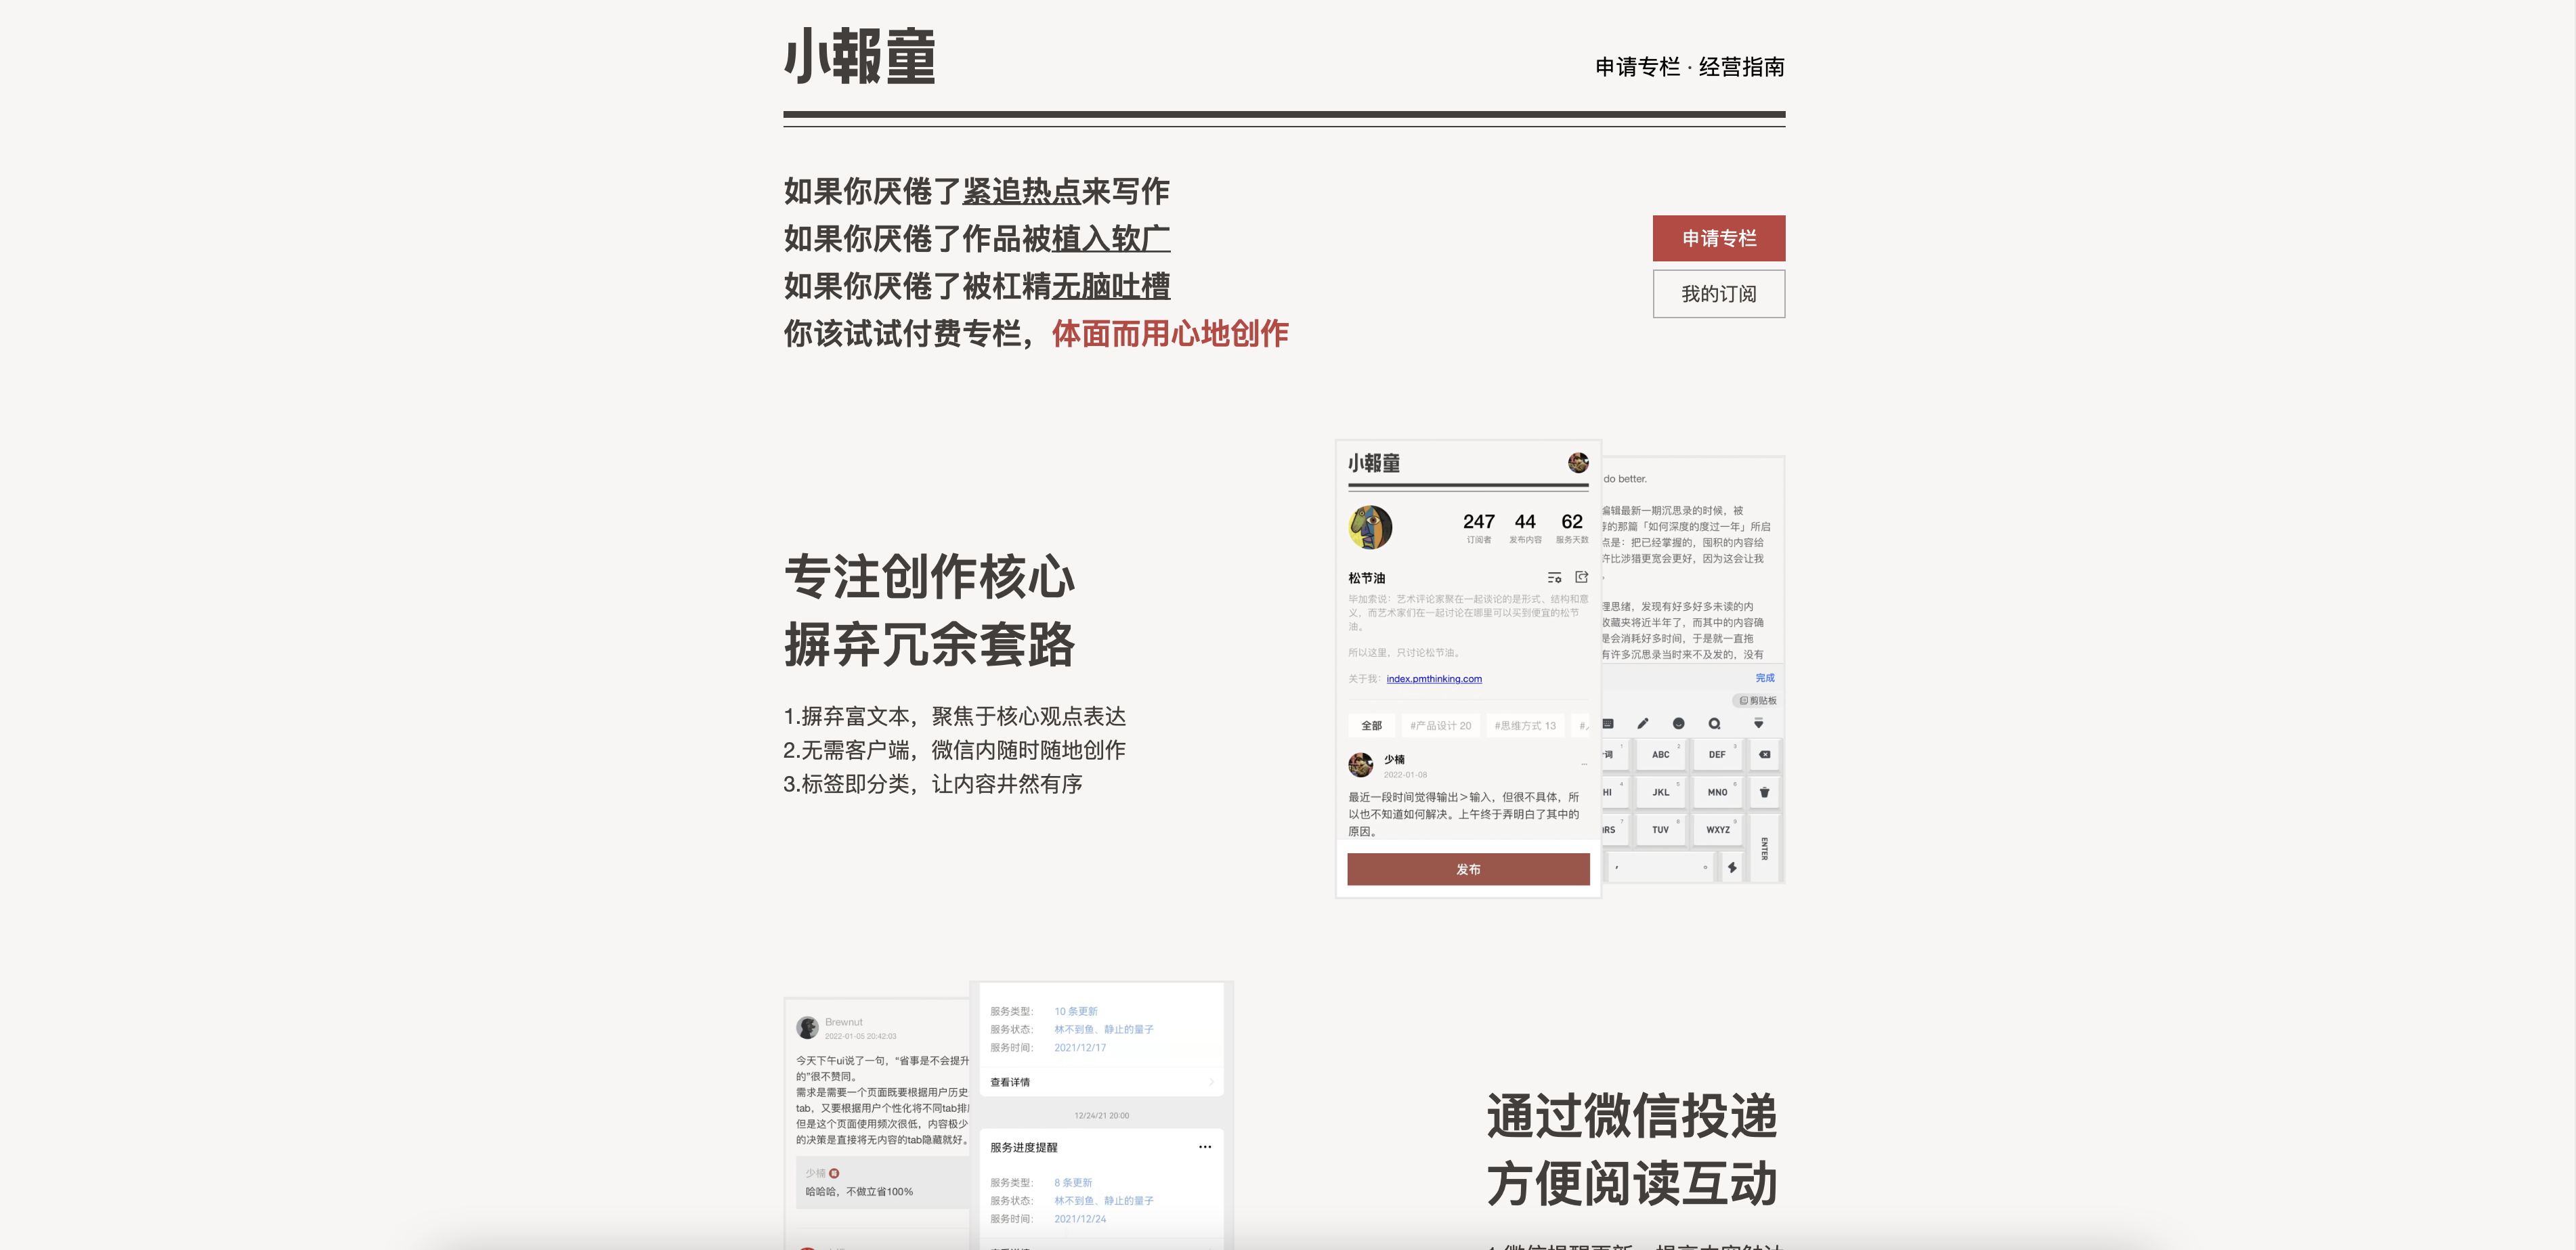 小報童
申请专栏 · 经营指南
如果你厌倦了紧追热点来写作
如果你厌倦了作品被植入软广
如果你厌倦了被杠精无脑吐槽
你该试试付费专栏，体面而用心地创作
申请专栏
我的订阅
专注创作核心
摒弃冗余套路
1.摒弃富文本，聚焦于核心观点表达
2.无需客户端，微信内随时随地创作
3.标签即分类，让内容井然有序
小報童
247 44 62
订阅者 发布内容 服务天数
松节油
毕加索说：艺术评论家聚在一起谈论的是形式、结构和意
义，而艺术家们在一起讨论在哪里可以买到便宜的松节
油。
所以这里，只讨论松节油。
关于我：index.pmthinking.com
全部 #产品设计 20 #思维方式 13 #
少楠
2022-01-08
最近一段时间觉得输出＞输入，但很不具体，所
以也不知道如何解决。上午终于弄明白了其中的
原因。
发布
do better.
编辑最新一期沉思录的时候，被
的那篇「如何深度的度过一年」所启
点是：把已经掌握的，囤积的内容给
许比涉猎更宽会更好，因为这会让我
理思绪，发现有好多好多未读的内
收藏夹将近半年了，而其中的内容确
是会消耗好多时间，于是就一直拖
有许多沉思录当时来不及发的，没有
完成
剪贴板
词 1 ABC 2 DEF 3
HI 4 JKL 5 MNO 6
RS 7 TUV 8 WXYZ 9
ENTER
Brewnut
2022-01-05 20:42:03
今天下午ui说了一句，“省事是不会提升
的”很不赞同。
需求是需要一个页面既要根据用户历史
tab，又要根据用户个性化将不同tab排
但是这个页面使用频次很低，内容极少
的决策是直接将无内容的tab隐藏就好。
少楠
哈哈哈，不做立省100%
服务类型： 10 条更新
服务状态： 林不到鱼、静止的量子
服务时间： 2021/12/17
查看详情
12/24/21 20:00
服务进度提醒
服务类型： 8 条更新
服务状态： 林不到鱼、静止的量子
服务时间： 2021/12/24
通过微信投递
方便阅读互动